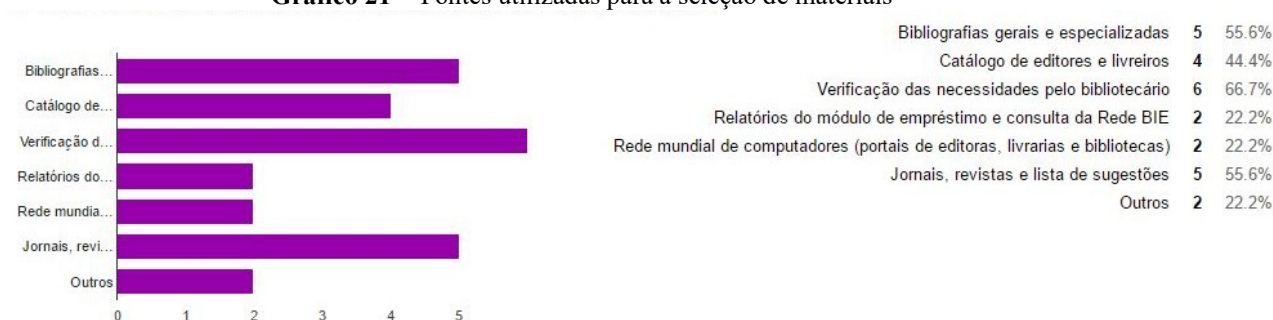 Gráfico 21 – Fontes utilizadas para a seleção de materiais
Bibliografias...
Catálogo de...
Verificação d...
Relatórios do...
Rede mundia...
Jornais, revi...
Outros
0 1 2 3 4 5
Bibliografias gerais e especializadas 5 55.6%
Catálogo de editores e livreiros 4 44.4%
Verificação das necessidades pelo bibliotecário 6 66.7%
Relatórios do módulo de empréstimo e consulta da Rede BIE 2 22.2%
Rede mundial de computadores (portais de editoras, livrarias e bibliotecas) 2 22.2%
Jornais, revistas e lista de sugestões 5 55.6%
Outros 2 22.2%